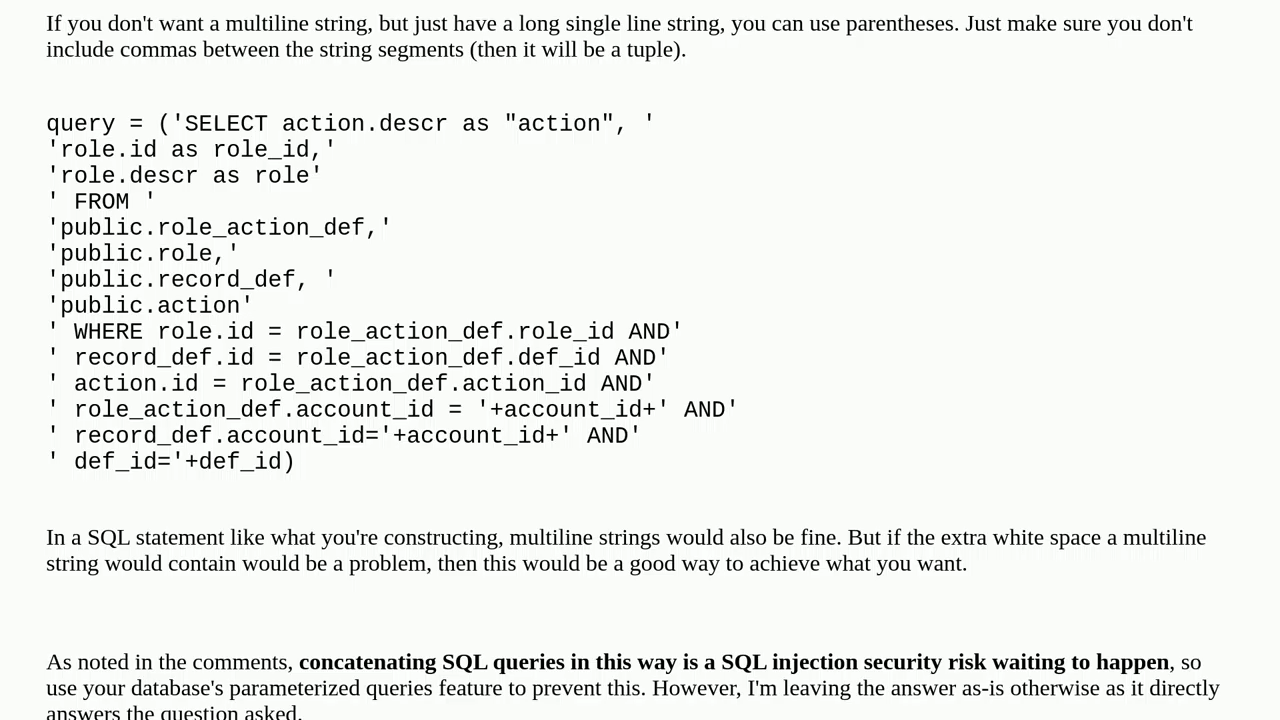 If you don't want a multiline string, but just have a long single line string, you can use parentheses. Just make sure you don't
include commas between the string segments (then it will be a tuple).
query = ('SELECT action.descr as "action", '
'role.id as role_id,'
'role.descr as role'
' FROM '
'public.role_action_def,'
'public.role,'
'public.record_def, '
'public.action'
' WHERE role.id = role_action_def.role_id AND'
' record_def.id = role_action_def.def_id AND'
' action.id = role_action_def.action_id AND'
' role_action_def.account_id = '+account_id+' AND'
' record_def.account_id='+account_id+' AND'
' def_id='+def_id)
In a SQL statement like what you're constructing, multiline strings would also be fine. But if the extra white space a multiline
string would contain would be a problem, then this would be a good way to achieve what you want.
As noted in the comments, concatenating SQL queries in this way is a SQL injection security risk waiting to happen, so
use your database's parameterized queries feature to prevent this. However, I'm leaving the answer as-is otherwise as it directly
answers the question asked.